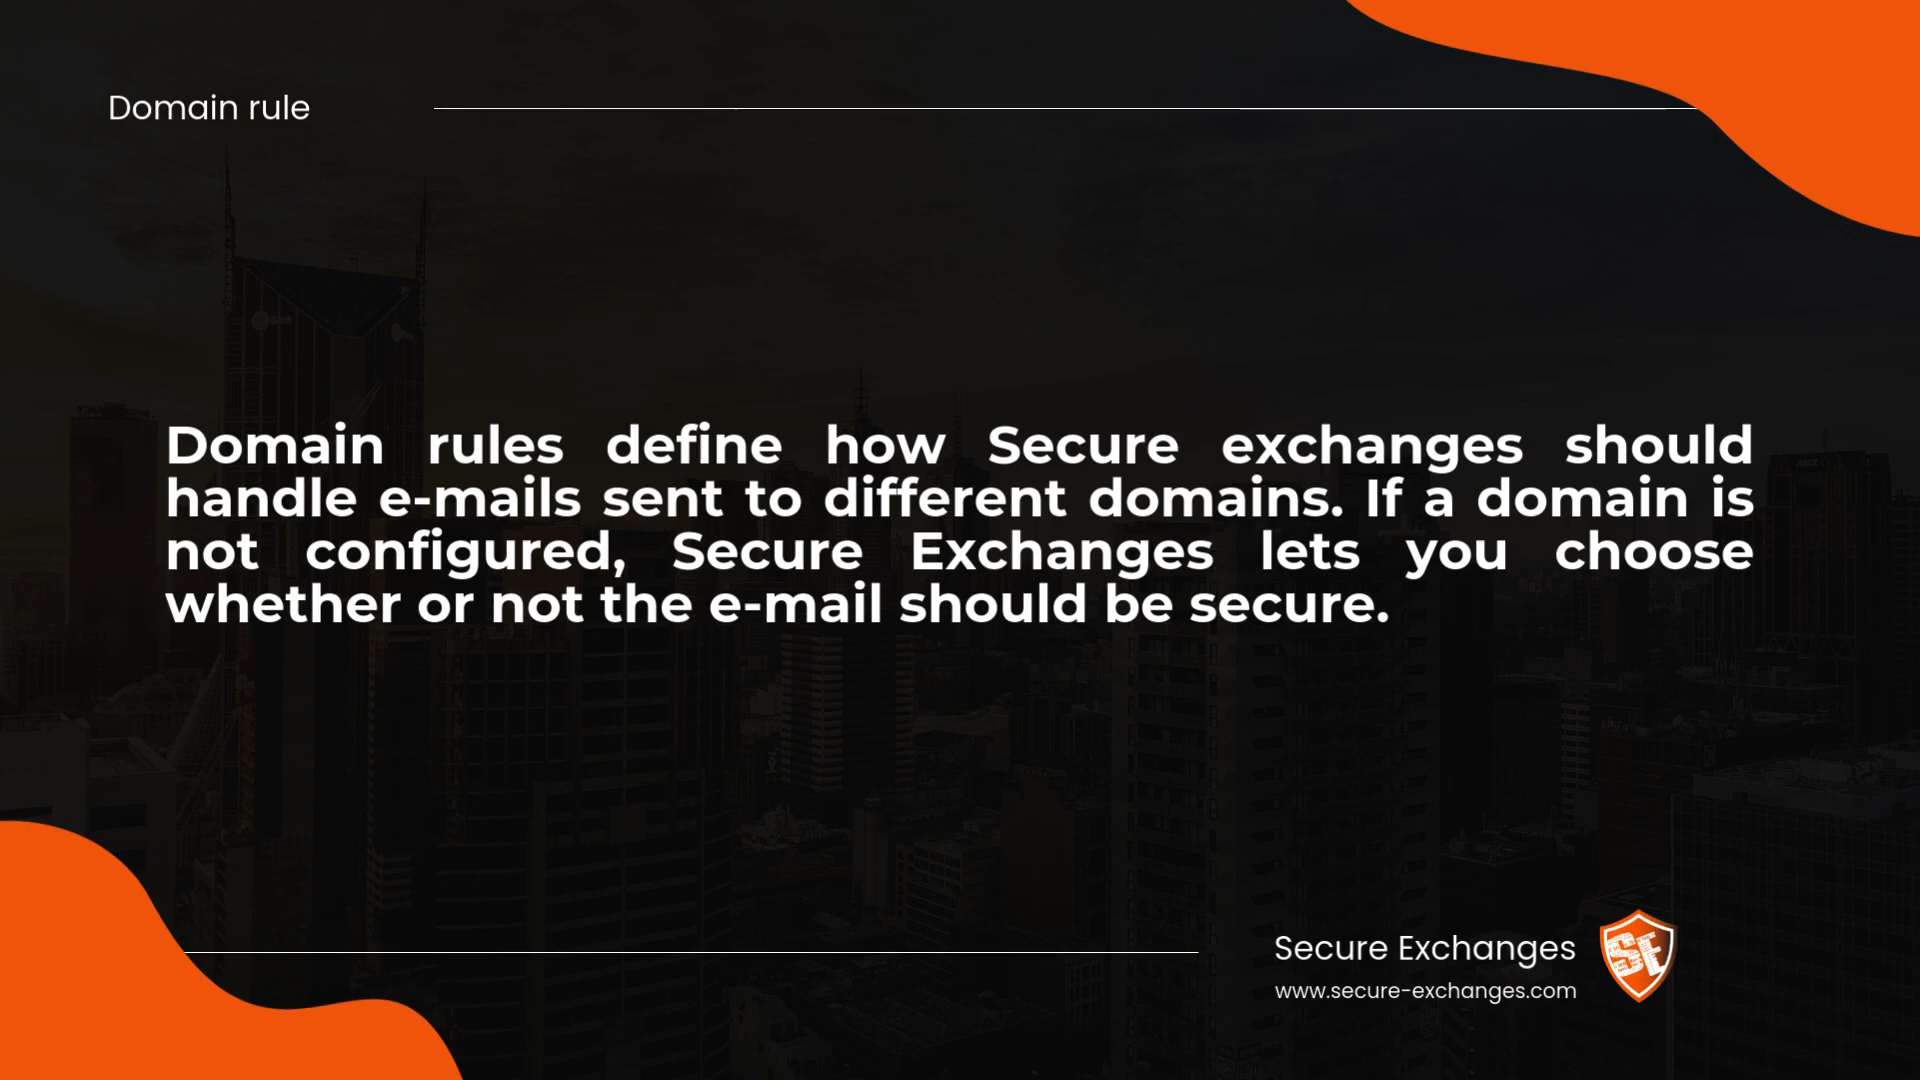 Domain rule
Domain rules define how Secure exchanges should
handle e-mails sent to different domains. If a domain is
not configured, Secure Exchanges lets you choose
whether or not the e-mail should be secure.
Secure Exchanges
www.secure-exchanges.com
SE